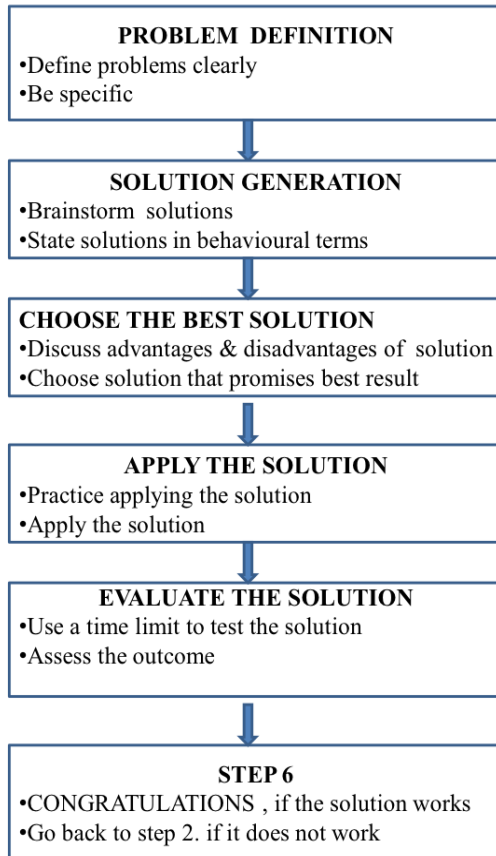 PROBLEM DEFINITION
•Define problems clearly
•Be specific
SOLUTION GENERATION
•Brainstorm solutions
•State solutions in behavioural terms
CHOOSE THE BEST SOLUTION
•Discuss advantages & disadvantages of solution
•Choose solution that promises best result
APPLY THE SOLUTION
•Practice applying the solution
•Apply the solution
EVALUATE THE SOLUTION
•Use a time limit to test the solution
•Assess the outcome
STEP 6
•CONGRATULATIONS , if the solution works
•Go back to step 2. if it does not work